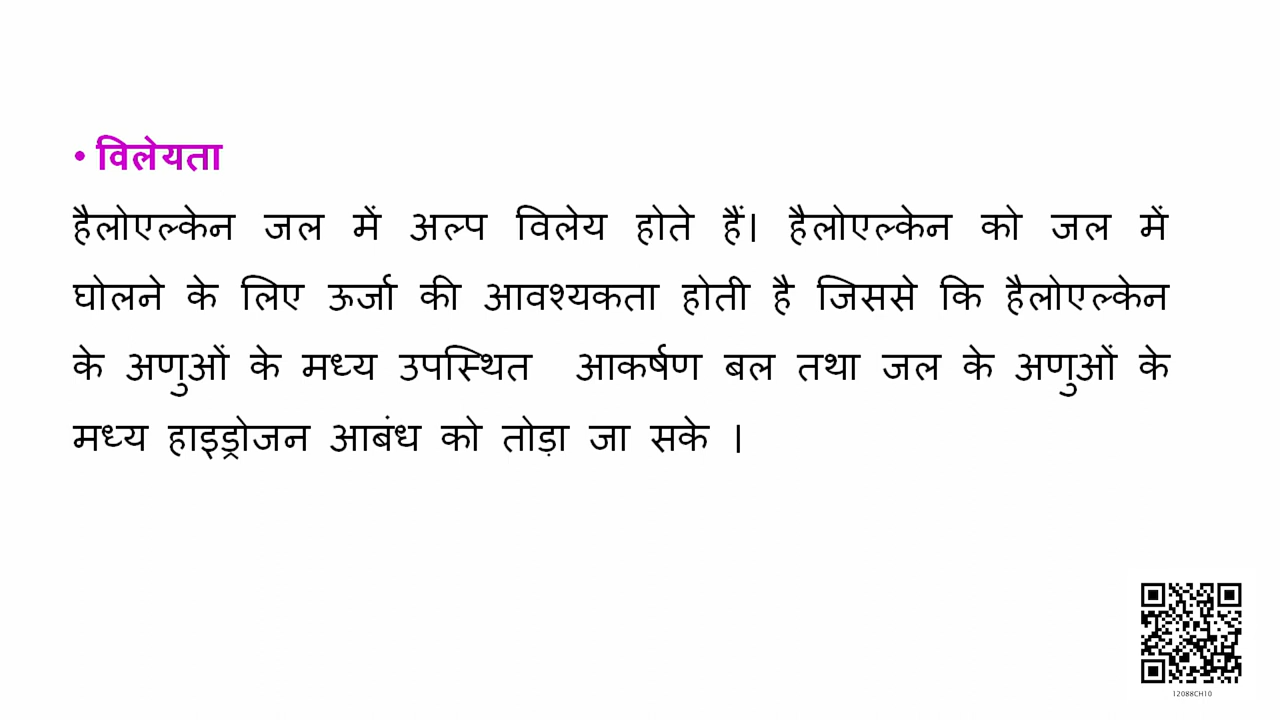 • विलेयता
हैलोएल्केन जल में अल्प विलेय होते हैं। हैलोएल्केन को जल में
घोलने के लिए ऊर्जा की आवश्यकता होती है जिससे कि हैलोएल्केन
के अणुओं के मध्य उपस्थित आकर्षण बल तथा जल के अणुओं के
मध्य हाइड्रोजन आबंध को तोड़ा जा सके ।
12088CH10